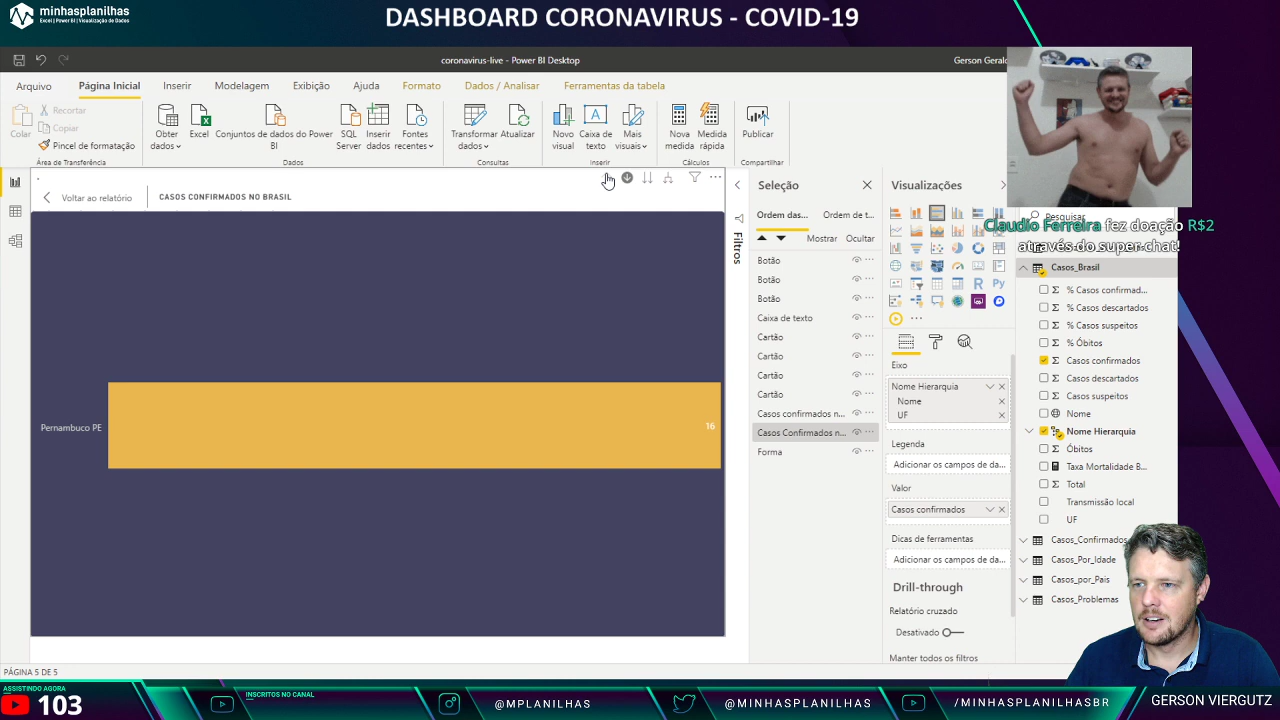 minhasplanilhas
Excel | Power BI | Visualização de Dados
DASHBOARD CORONAVIRUS - COVID-19
coronavirus-live - Power BI Desktop
Gerson Geral
Arquivo
Página Inicial
Inserir
Modelagem
Exibição
Ajuda
Formato
Dados / Analisar
Ferramentas da tabela
Colar
Recortar
Copiar
Pincel de formatação
Área de Transferência
Obter dados
Excel
Conjuntos de dados do Power BI
SQL Server
Inserir dados
Fontes recentes
Dados
Transformar dados
Atualizar
Consultas
Novo visual
Caixa de texto
Mais visuais
Inserir
Nova medida
Medida rápida
Cálculos
Publicar
Compartilhar
Voltar ao relatório
CASOS CONFIRMADOS NO BRASIL
Pernambuco PE
16
Filtros
Seleção
Ordem das...
Ordem de t...
Mostrar
Ocultar
Botão
Botão
Botão
Caixa de texto
Cartão
Cartão
Cartão
Cartão
Casos confirmados n...
Casos Confirmados n...
Forma
Visualizações
R
Py
Eixo
Nome Hierarquia
Nome
UF
Legenda
Adicionar os campos de da...
Valor
Casos confirmados
Dicas de ferramentas
Adicionar os campos de da...
Drill-through
Relatório cruzado
Desativado
Manter todos os filtros
Pesquisar
Claudio Ferreira fez doação R$2
através do super-chat!
Casos_Brasil
% Casos confirmad...
% Casos descartados
% Casos suspeitos
% Óbitos
Casos confirmados
Casos descartados
Casos suspeitos
Nome
Nome Hierarquia
Óbitos
Taxa Mortalidade B...
Total
Transmissão local
UF
Casos_Confirmados
Casos_Por_Idade
Casos_por_Pais
Casos_Problemas
PÁGINA 5 DE 5
ASSISTINDO AGORA
103
INSCRITOS NO CANAL
@MPLANILHAS
@MINHASPLANILHAS
/MINHASPLANILHASBR
GERSON VIERGUTZ